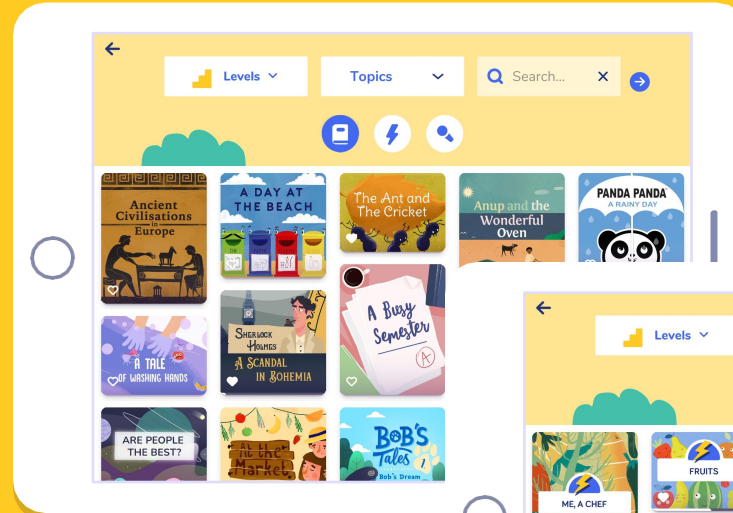 Levels
Topics
Search...
Ancient
Civilisations
in
Europe
A DAY AT
THE BEACH
The Ant and
The Cricket
Anup and the
Wonderful
Oven
PANDA PANDA
A RAINY DAY
A TALE
OF WASHING HANDS
SHERLOCK
HOLMES
A SCANDAL
IN BOHEMIA
A Busy
Semester
A
ARE PEOPLE
THE BEST?
At the
Market
BOB'S
Tales 1
Bob's Dream
Levels
ME, A CHEF
FRUITS